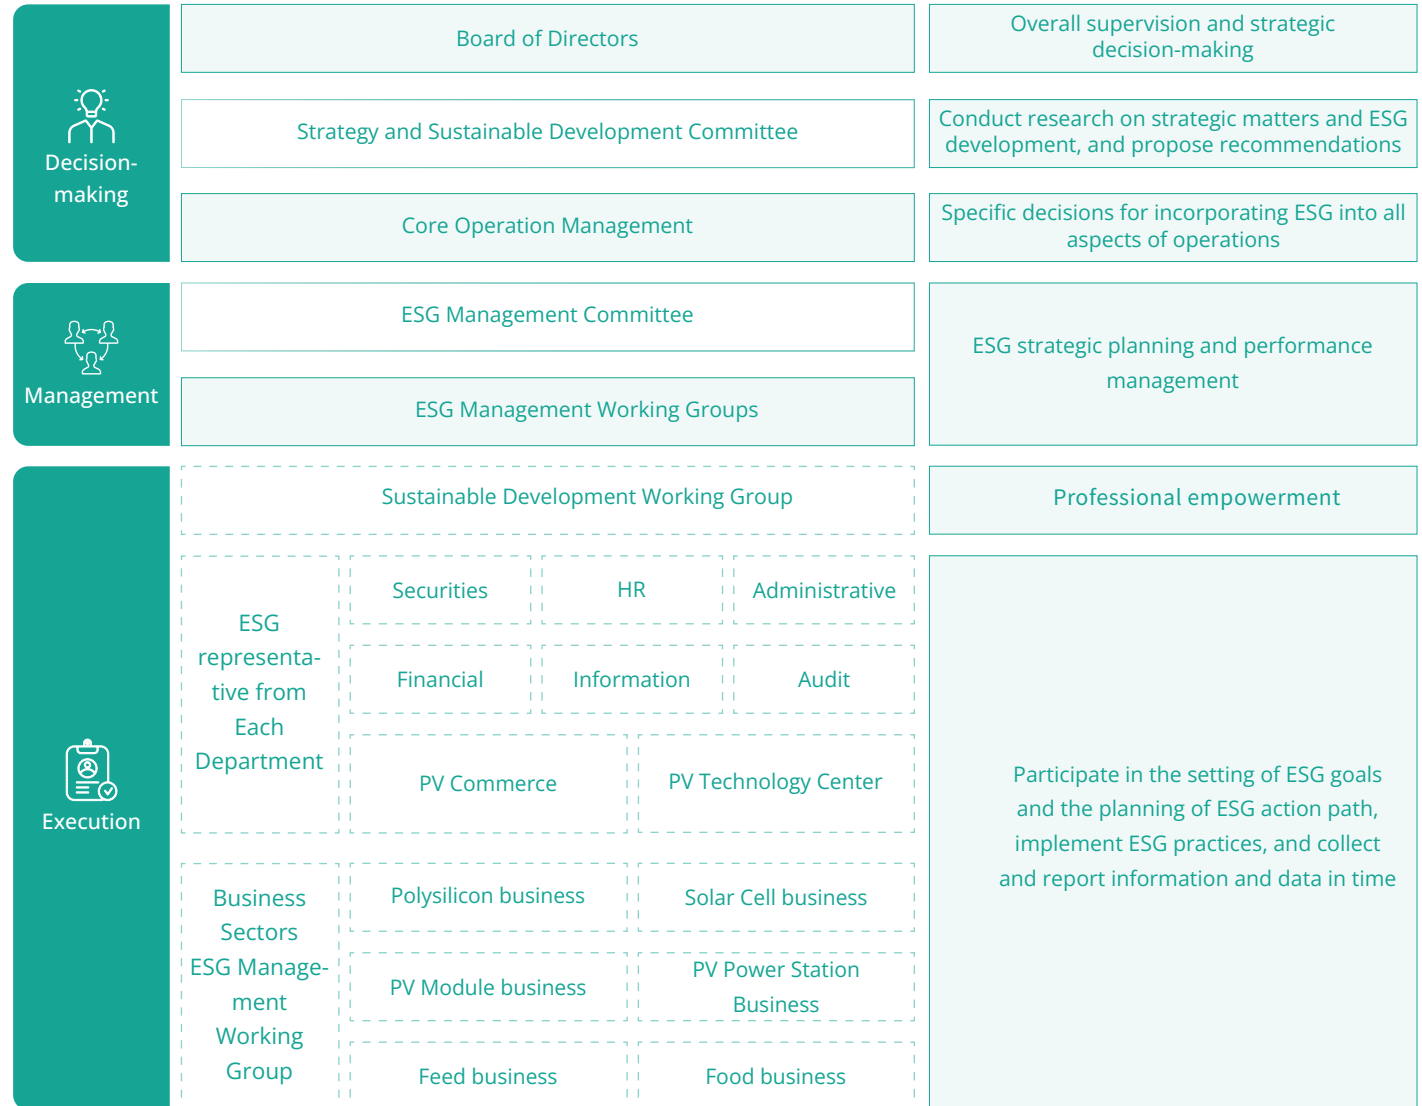 Decision-
making
Board of Directors
Overall supervision and strategic
decision-making
Strategy and Sustainable Development Committee
Conduct research on strategic matters and ESG
development, and propose recommendations
Core Operation Management
Specific decisions for incorporating ESG into all
aspects of operations
Management
ESG Management Committee
ESG Management Working Groups
ESG strategic planning and performance
management
Execution
Sustainable Development Working Group
Professional empowerment
ESG
representa-
tive from
Each
Department
Securities
HR
Administrative
Financial
Information
Audit
PV Commerce
PV Technology Center
Business
Sectors
ESG Manage-
ment
Working
Group
Polysilicon business
Solar Cell business
PV Module business
PV Power Station
Business
Feed business
Food business
Participate in the setting of ESG goals
and the planning of ESG action path,
implement ESG practices, and collect
and report information and data in time